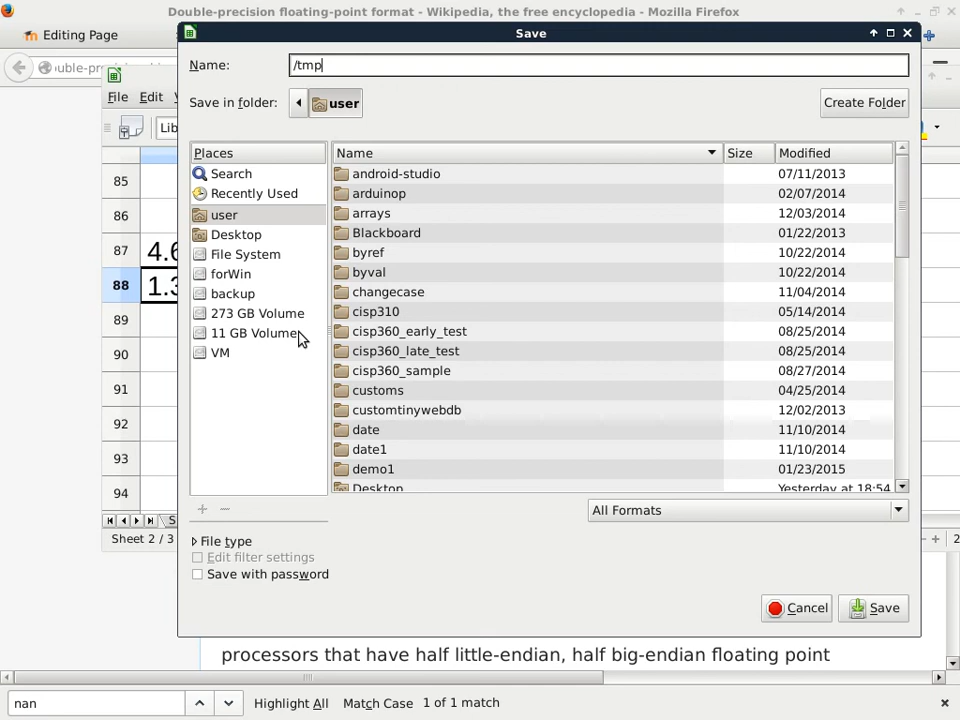 Double-precision floating-point format - Wikipedia, the free encyclopedia - Mozilla Firefox
Editing Page
Save
Name:
/tmp
File Edit
Save in folder:
user
Create Folder
Lib
Places
Name
Size
Modified
Search
Recently Used
user
Desktop
File System
forWin
backup
273 GB Volume
11 GB Volume
VM
android-studio 07/11/2013
arduinop 02/07/2014
arrays 12/03/2014
Blackboard 01/22/2013
byref 10/22/2014
byval 10/22/2014
changecase 11/04/2014
cisp310 05/14/2014
cisp360_early_test 08/25/2014
cisp360_late_test 08/25/2014
cisp360_sample 08/27/2014
customs 04/25/2014
customtinywebdb 12/02/2013
date 11/10/2014
date1 11/10/2014
demo1 01/23/2015
Desktop Yesterday at 18:54
85
86
87 4.6
88 1.3
89
90
91
92
93
94
Sheet 2 / 3
All Formats
File type
Edit filter settings
Save with password
Cancel
Save
processors that have half little-endian, half big-endian floating point
nan
Highlight All
Match Case
1 of 1 match